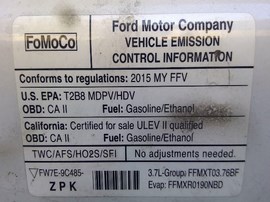 FoMoCo
Ford Motor Company
VEHICLE EMISSION
CONTROL INFORMATION
Conforms to regulations: 2015 MY FFV
U.S. EPA: T2B8 MDPV/HDV
OBD: CA II Fuel: Gasoline/Ethanol
California: Certified for sale ULEV II qualified
OBD: CA II Fuel: Gasoline/Ethanol
TWC/AFS/HO2S/SFI No adjustments needed.
FW7E-9C485-
ZPK
3.7L-Group: FFMXT03.76BF
Evap: FFMXR0190NBD